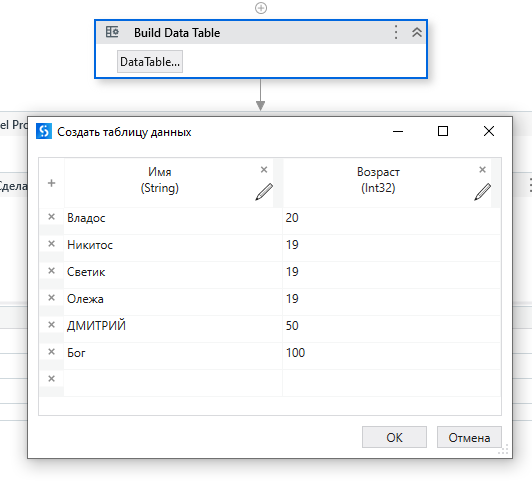 Build Data Table
DataTable...
el Pro
Сдела
Создать таблицу данных
Имя
(String)
Возраст
(Int32)
Владос 20
Никитос 19
Светик 19
Олежа 19
ДМИТРИЙ 50
Бог 100
ОК Отмена